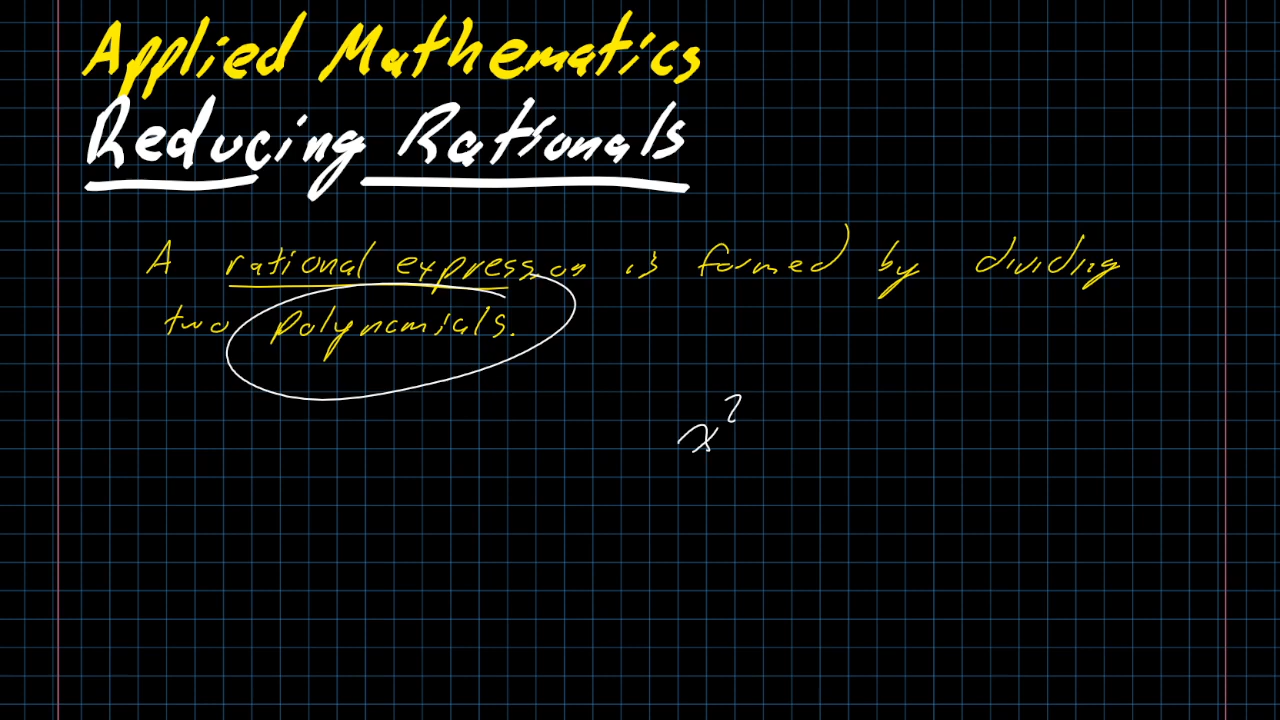 Applied Mathematics
Reducing Rationals
A rational expression is formed by dividing
two polynomials.
x²